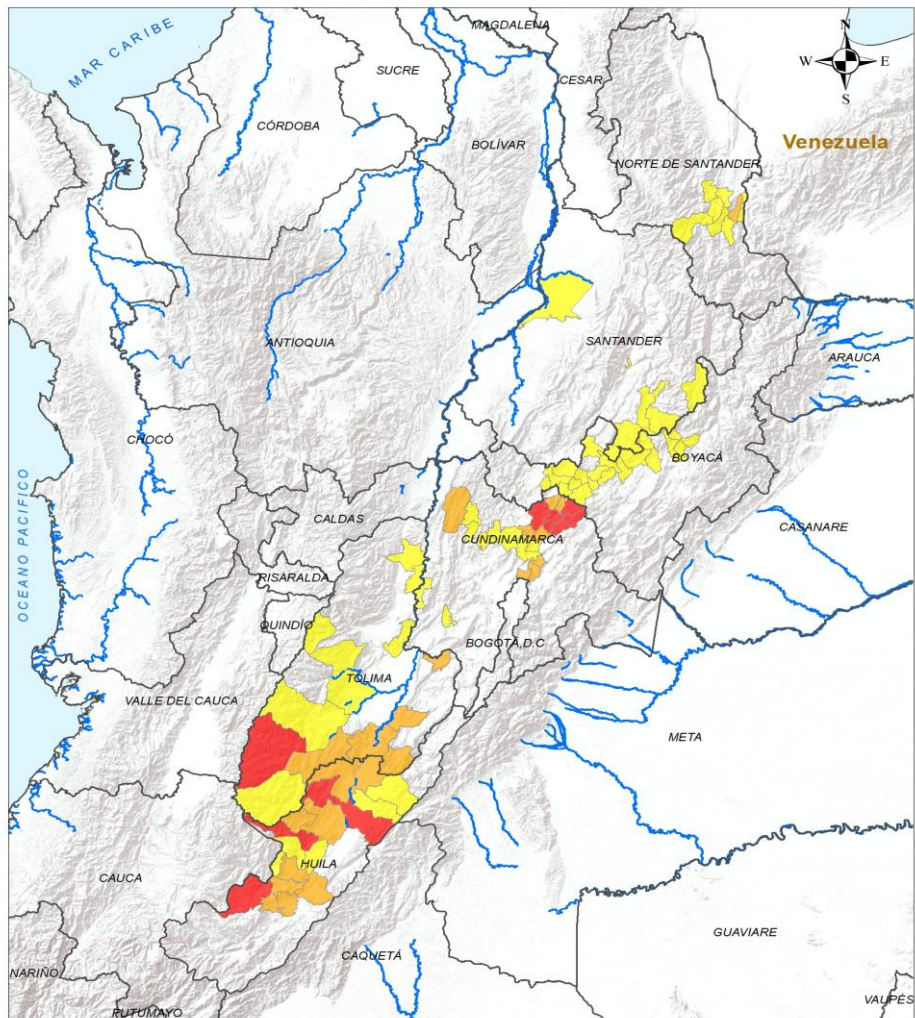 MAGDALENA
MAR CARIBE
N
W
E
S
SUCRE
CESAR
CÓRDOBA
BOLÍVAR
Venezuela
NORTE DE SANTANDER
ANTIOQUIA
SANTANDER
ARAUCA
CHOCÓ
BOYACÁ
OCEANO PACIFICO
CALDAS
CASANARE
CUNDINAMARCA
RISARALDA
QUINDÍO
BOGOTÁ,D.C
TOLIMA
VALLE DEL CAUCA
META
HUILA
CAUCA
GUAVIARE
CAQUETÁ
NARIÑO
VAUPÉS
PUTUMAYO